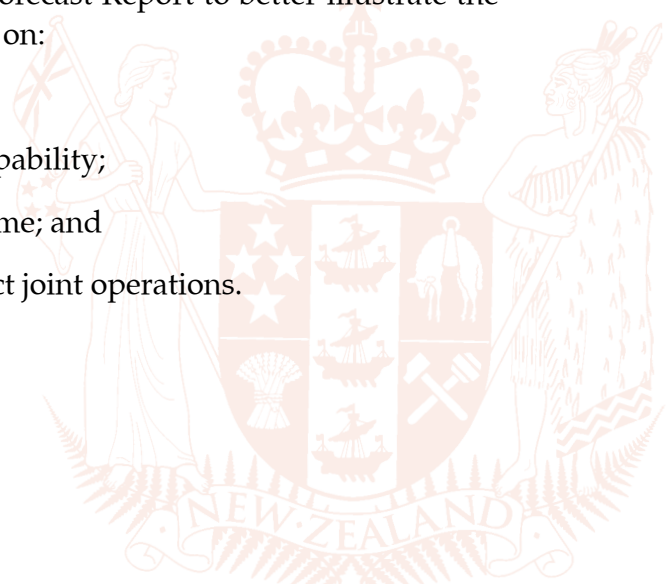 orecast Report to better illustrate the
on:
pability;
me; and
ct joint operations.
NEW·ZEALAND